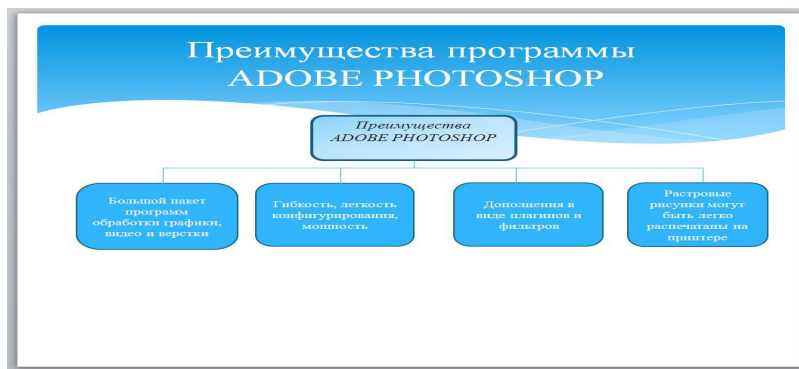 Преимущества программы
ADOBE PHOTOSHOP
Преимущества
ADOBE PHOTOSHOP
Большой пакет
программ
обработки графики,
видео и верстки
Гибкость, легкость
конфигурирования,
мощность
Дополнения в
виде плагинов и
фильтров
Растровые
рисунки могут
быть легко
распечатаны на
принтере